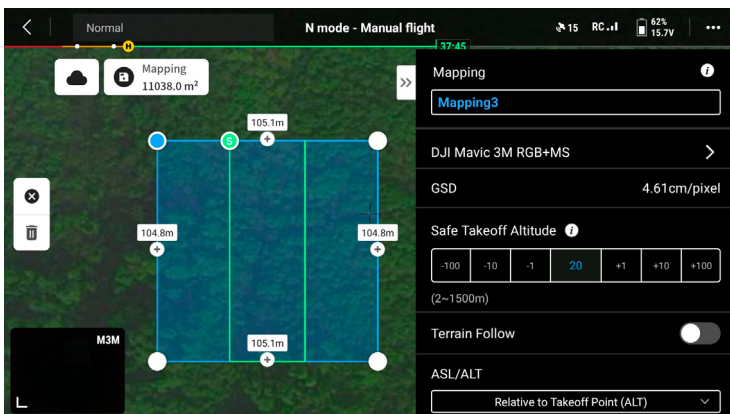 Normal
N mode - Manual flight
15
RC
62%
15.7V
37:45
H
Mapping
11038.0 m²
Mapping
Mapping3
105.1m
S
DJI Mavic 3M RGB+MS
GSD
4.61cm/pixel
104.8m
104.8m
Safe Takeoff Altitude
-100
-10
-1
20
+1
+10
+100
(2~1500m)
M3M
105.1m
Terrain Follow
ASL/ALT
Relative to Takeoff Point (ALT)